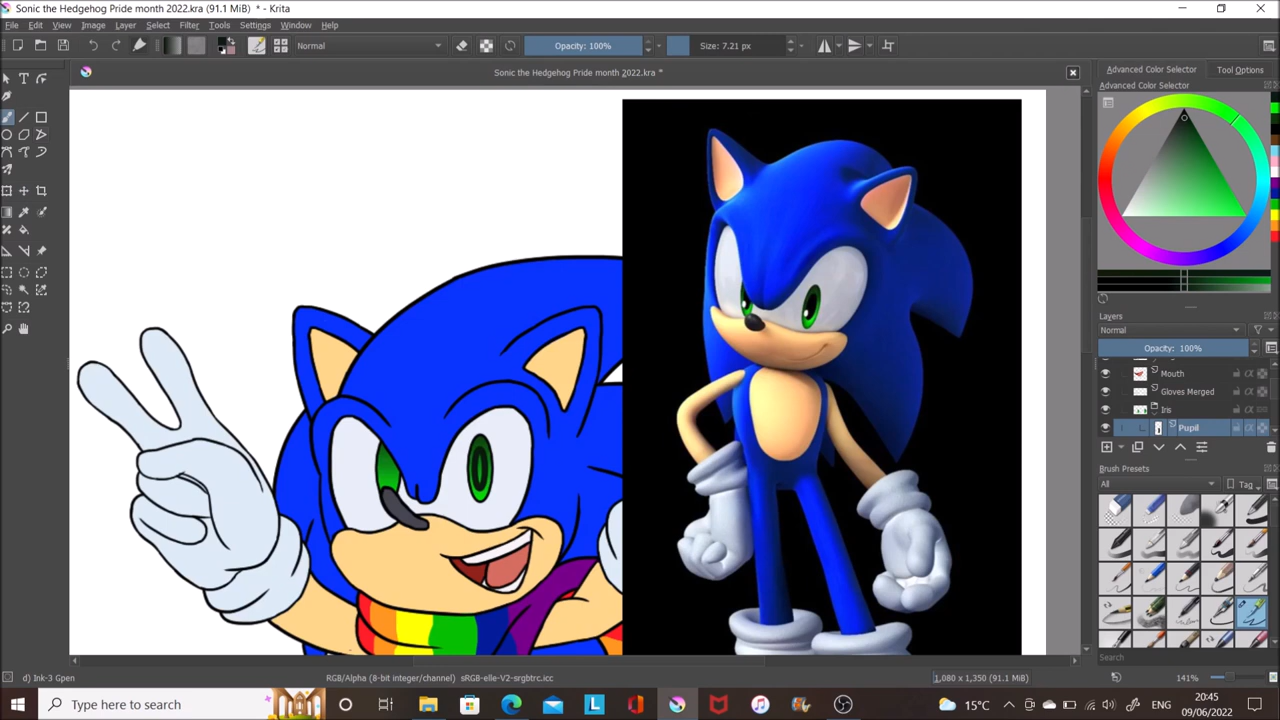 Sonic the Hedgehog Pride month 2022.kra (91.1 MiB) * - Krita
File Edit View Image Layer Select Filter Tools Settings Window Help
Normal Opacity: 100% Size: 7.21 px
Sonic the Hedgehog Pride month 2022.kra *
Advanced Color Selector Tool Options
Advanced Color Selector
Layers
Normal
Opacity: 100%
Mouth
Gloves Merged
Iris
Pupil
Brush Presets
All Tag
Search
d) Ink-3 Gpen RGB/Alpha (8-bit integer/channel) sRGB-elle-V2-srgbtrc.icc 1,080 x 1,350 (91.1 MiB) 141%
Type here to search 15°C ENG 20:45
09/06/2022